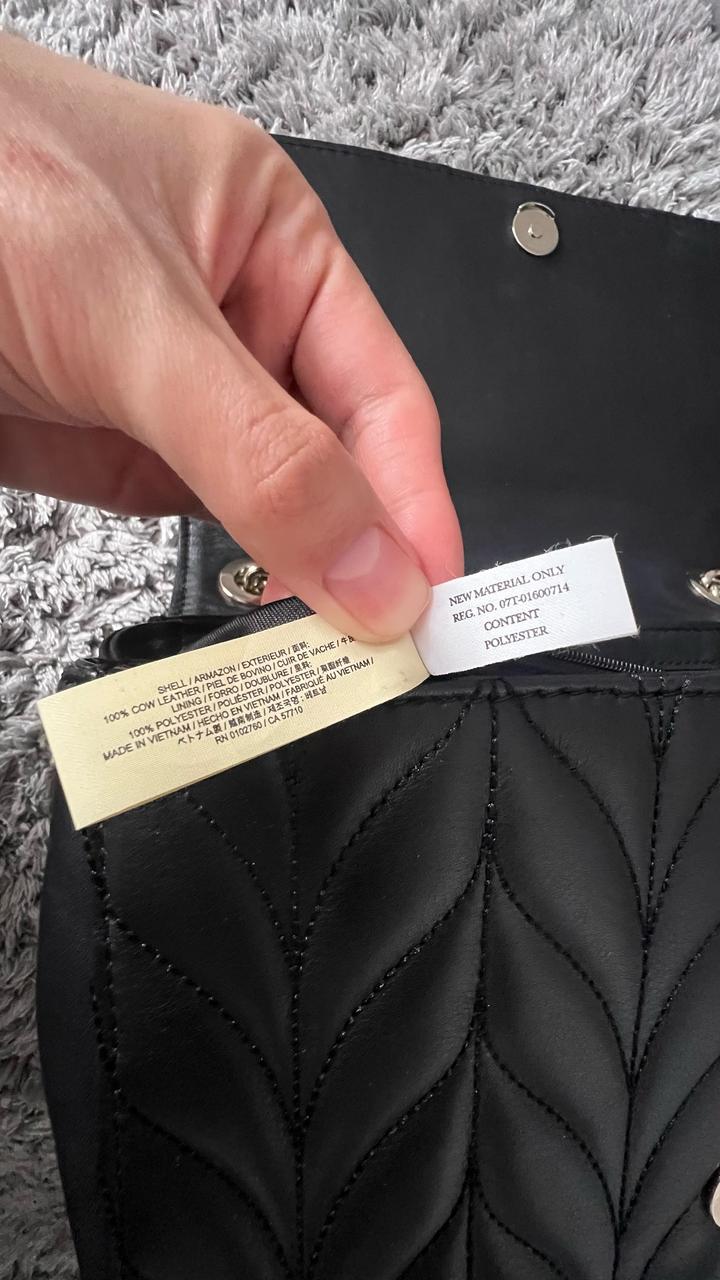 SHELL / ARMAZON / EXTERIEUR / 面料:
100% COW LEATHER / PIEL DE BOVINO / CUIR DE VACHE / 牛
LINING / FORRO / DOUBLURE / 里料:
100% POLYESTER / POLIÉSTER / POLYESTER / 聚酯纤维 /
MADE IN VIETNAM / HECHO EN VIETNAM / FABRIQUÉ AU VIETNAM /
ベトナム製 / 越南制造 / 제조국명: 베트남
RN 0102760 / CA 57710
NEW MATERIAL ONLY
REG. NO. 07T-01600714
CONTENT
POLYESTER